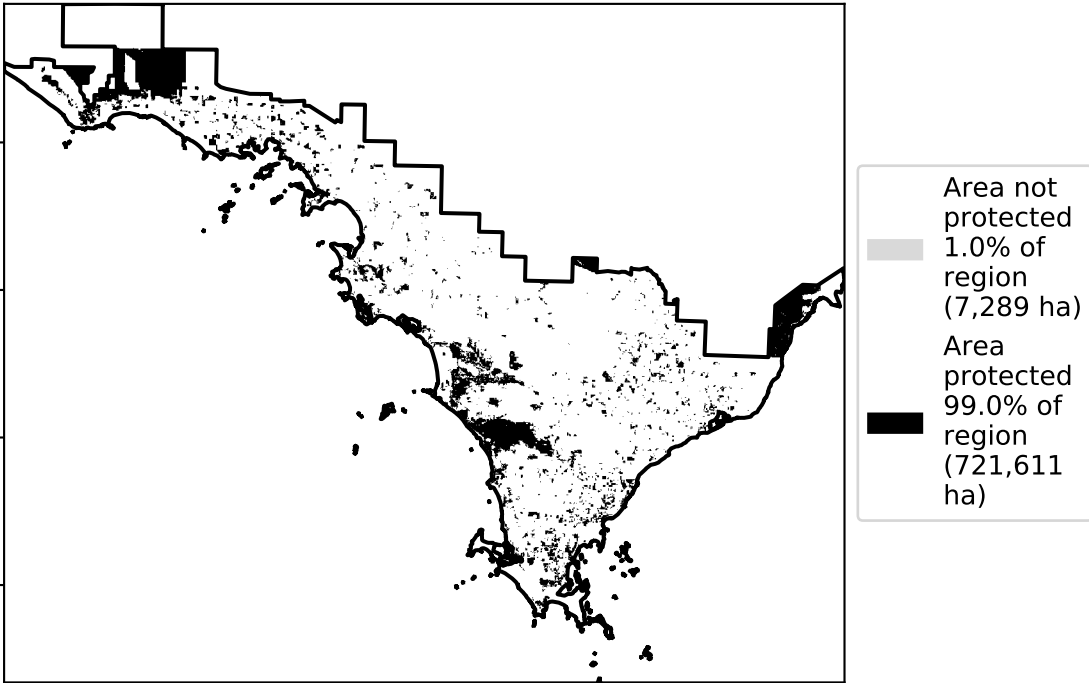 Area not
protected
1.0% of
region
(7,289 ha)
Area
protected
99.0% of
region
(721,611
ha)